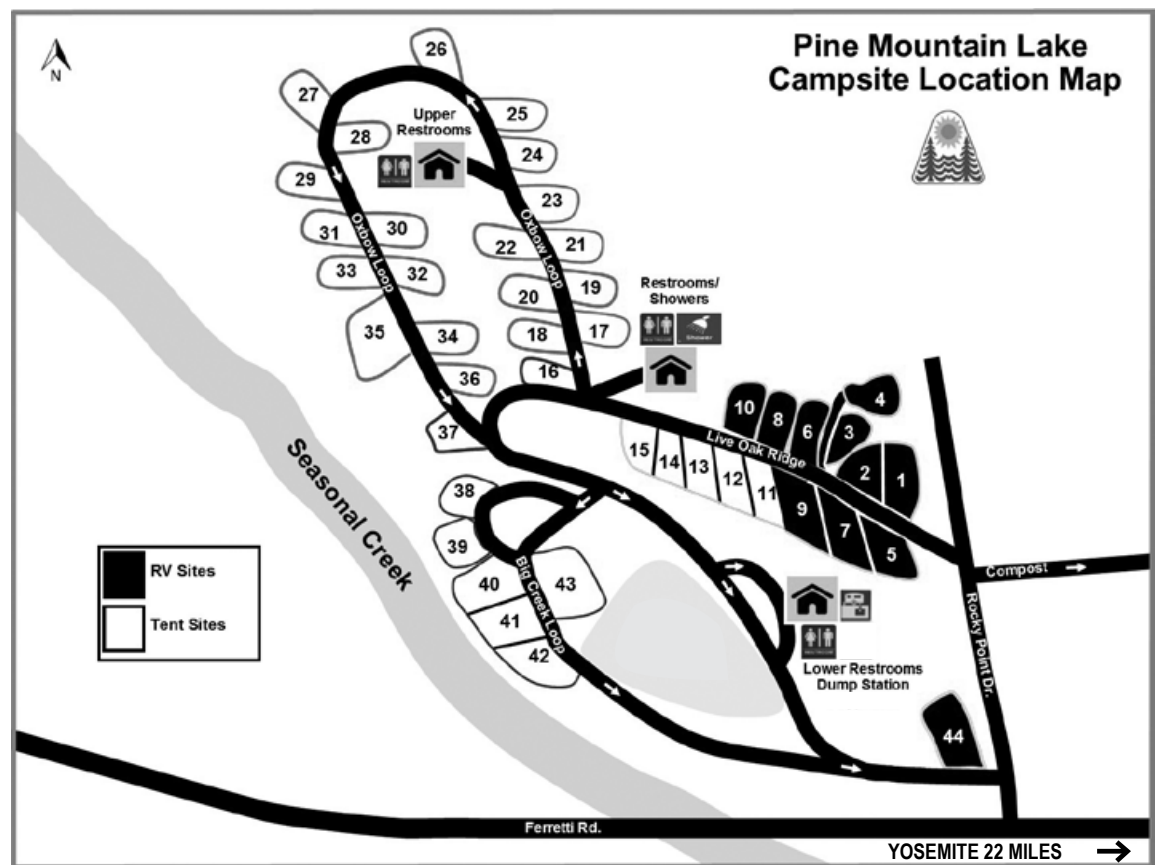 Pine Mountain Lake
Campsite Location Map
N
26
27
25
Upper
Restrooms
28
24
29
23
31
30
22
21
Oxbow Loop
Oxbow Loop
33
32
20
19
Restrooms/
Showers
Shower
35
34
18
17
16
36
37
10
8
6
4
3
2
1
Live Oak Ridge
15
14
13
12
11
9
7
5
38
39
40
43
41
42
Big Creek Loop
Seasonal Creek
RV Sites
Tent Sites
Compost
Rocky Point Dr.
Lower Restrooms
Dump Station
44
Ferretti Rd.
YOSEMITE 22 MILES